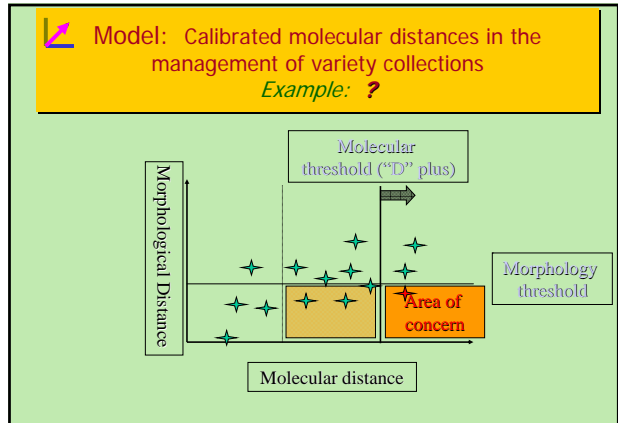 Model: Calibrated molecular distances in the
management of variety collections
Example: ?
Molecular
threshold ("D" plus)
Morphological Distance
Morphology
threshold
Area of
concern
Molecular distance